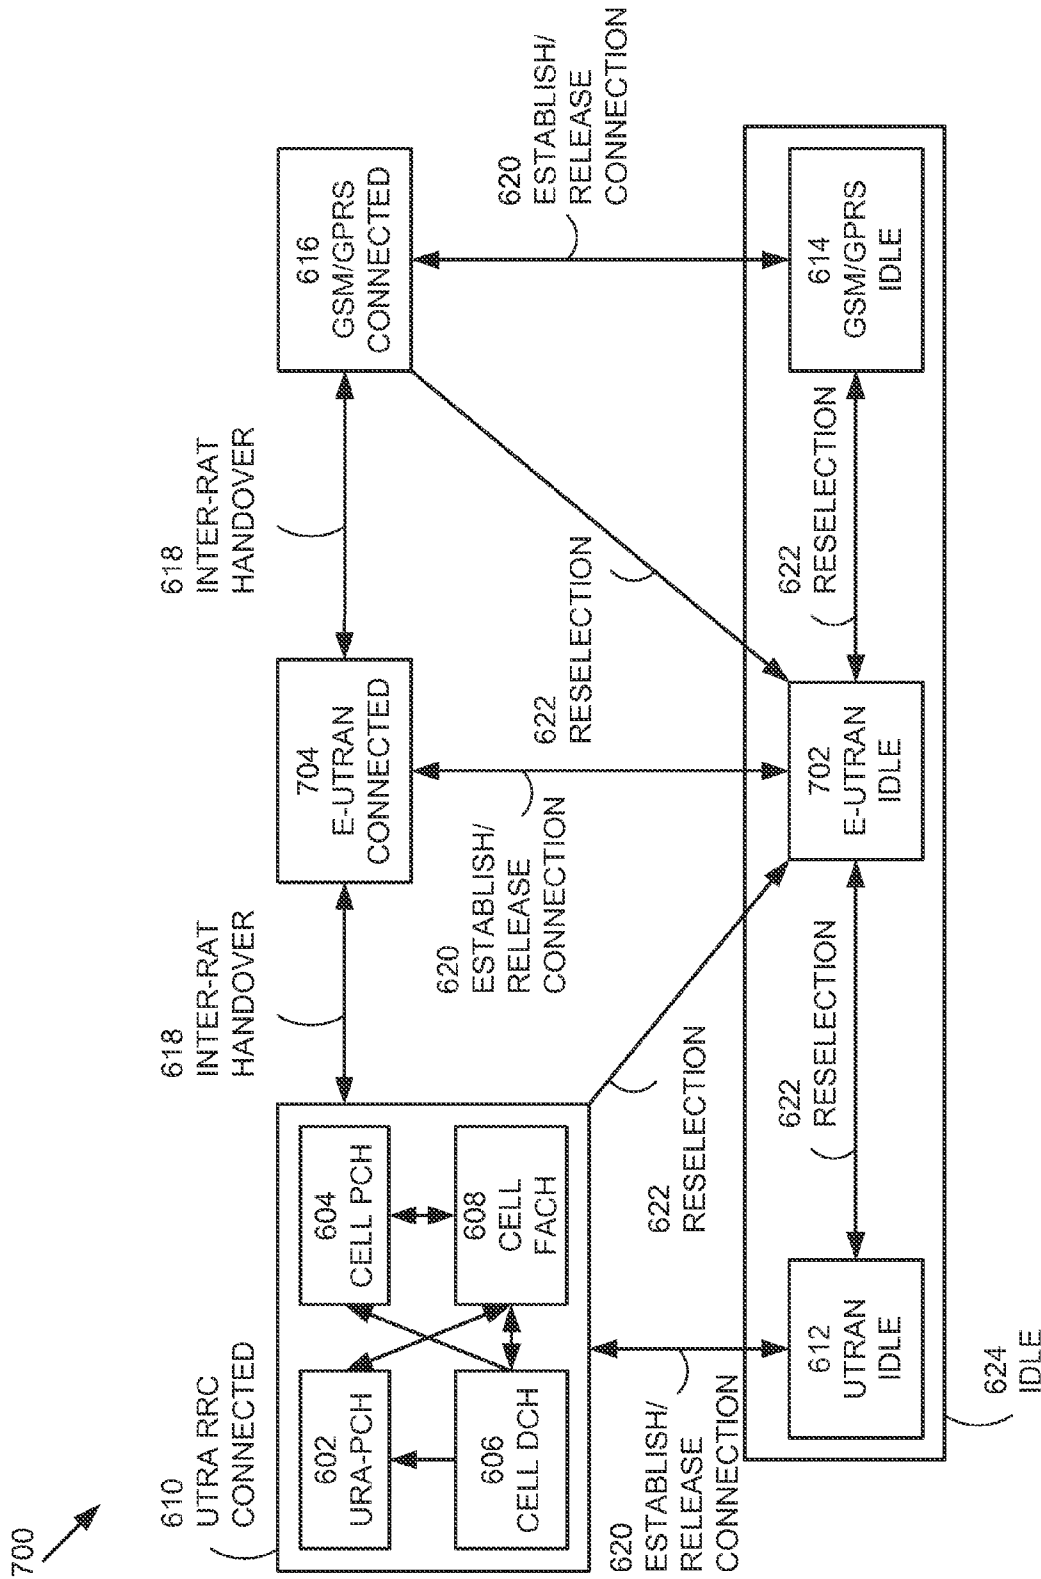 700
610
UTRA RRC
CONNECTED
602
URA-PCH
604
CELL PCH
606
CELL DCH
608
CELL
FACH
618
INTER-RAT
HANDOVER
704
E-UTRAN
CONNECTED
618
INTER-RAT
HANDOVER
616
GSM/GPRS
CONNECTED
620
ESTABLISH/
RELEASE
CONNECTION
622
RESELECTION
620
ESTABLISH/
RELEASE
CONNECTION
622
RESELECTION
620
ESTABLISH/
RELEASE
CONNECTION
612
UTRAN
IDLE
622
RESELECTION
702
E-UTRAN
IDLE
622
RESELECTION
614
GSM/GPRS
IDLE
624
IDLE